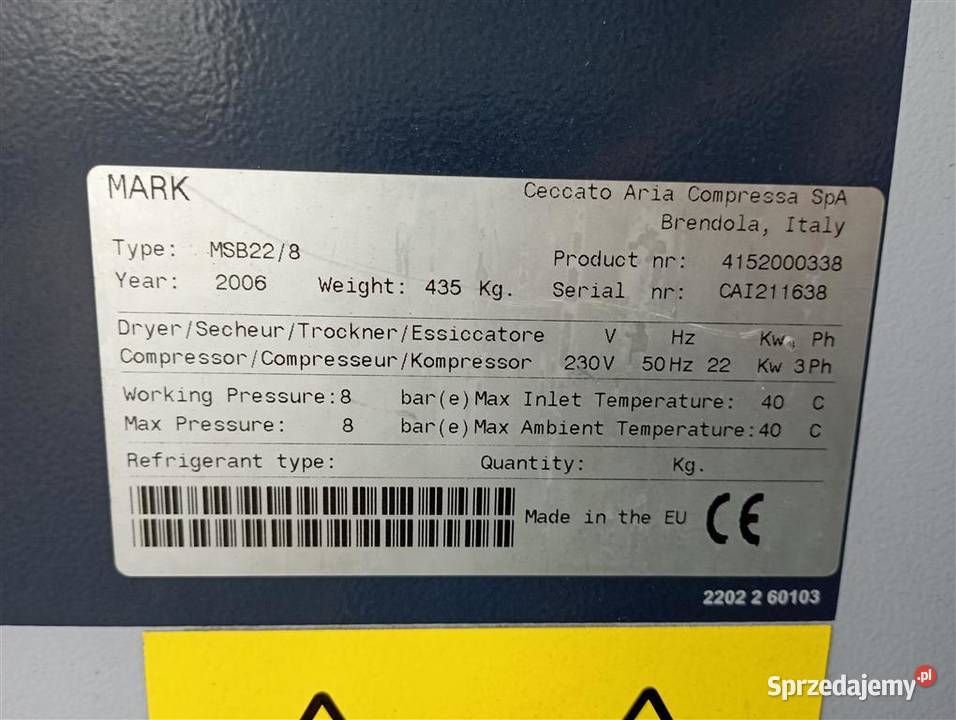 MARK
Ceccato Aria Compressa SpA
Brendola, Italy
Type: MSB22/8
Product nr: 4152000338
Year: 2006 Weight: 435 Kg. Serial nr: CAI211638
Dryer/Secheur/Trockner/Essiccatore V Hz Kw Ph
Compressor/Compresseur/Kompressor 230V 50Hz 22 Kw 3Ph
Working Pressure:8 bar(e) Max Inlet Temperature: 40 C
Max Pressure: 8 bar(e) Max Ambient Temperature:40 C
Refrigerant type: Quantity: Kg.
Made in the EU CE
2202 2 60103
Sprzedajemy.pl